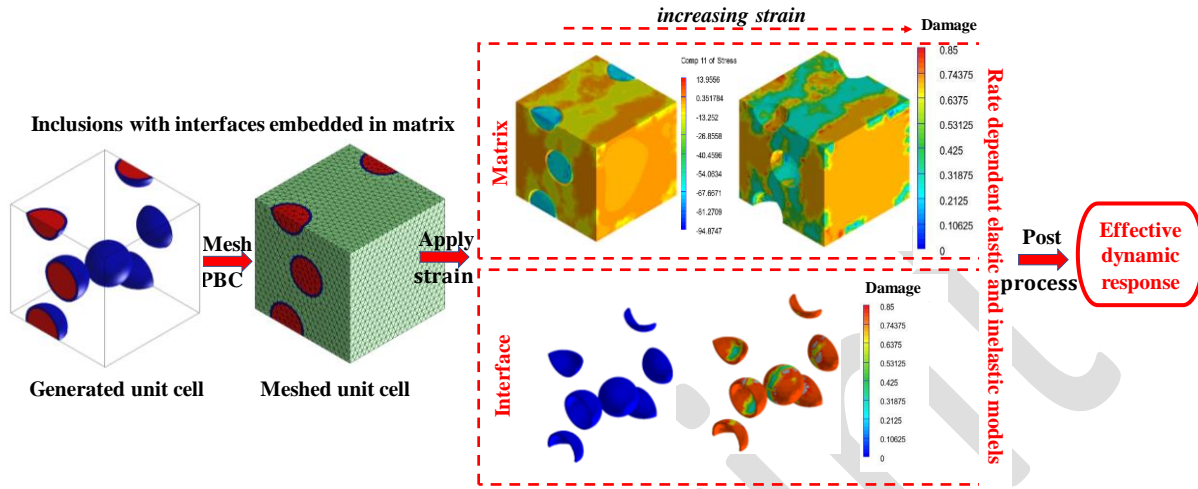 increasing strain
Damage
0.85
0.74375
0.6375
0.53125
0.425
0.31875
0.2125
0.10625
0
Comp 11 of Stress
13.9556
0.351784
-13.252
-26.8558
-40.4596
-54.0634
-67.6671
-81.2709
-94.8747
Inclusions with interfaces embedded in matrix
Matrix
Mesh
PBC
Apply
strain
Generated unit cell
Meshed unit cell
Interface
Damage
0.85
0.74375
0.6375
0.53125
0.425
0.31875
0.2125
0.10625
0
Rate dependent elastic and inelastic models
Post
process
Effective
dynamic
response